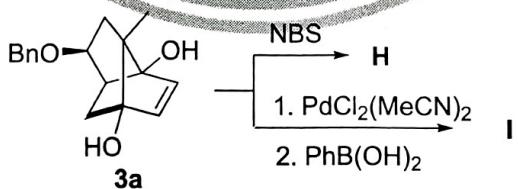 BnO
OH
HO
3a
NBS
H
1. PdCl2(MeCN)2
2. PhB(OH)2
I